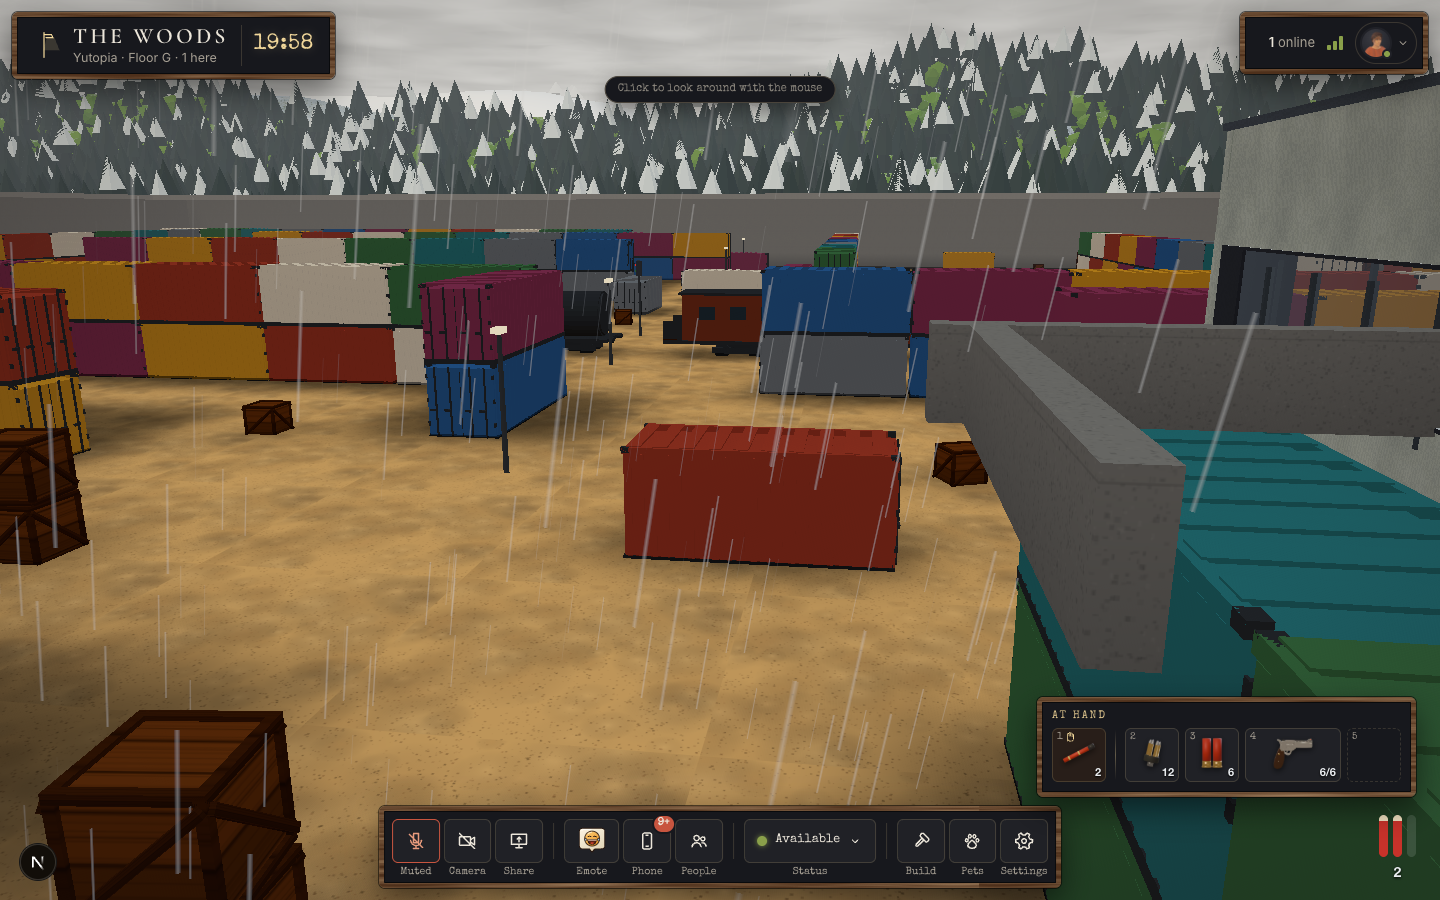 THE WOODS
Yutopia · Floor G · 1 here
19:58
1 online
Click to look around with the mouse
AT HAND
1
2
2
12
3
6
4
6/6
5
9+
Available
Muted
Camera
Share
Emote
Phone
People
Status
Build
Pets
Settings
N
2